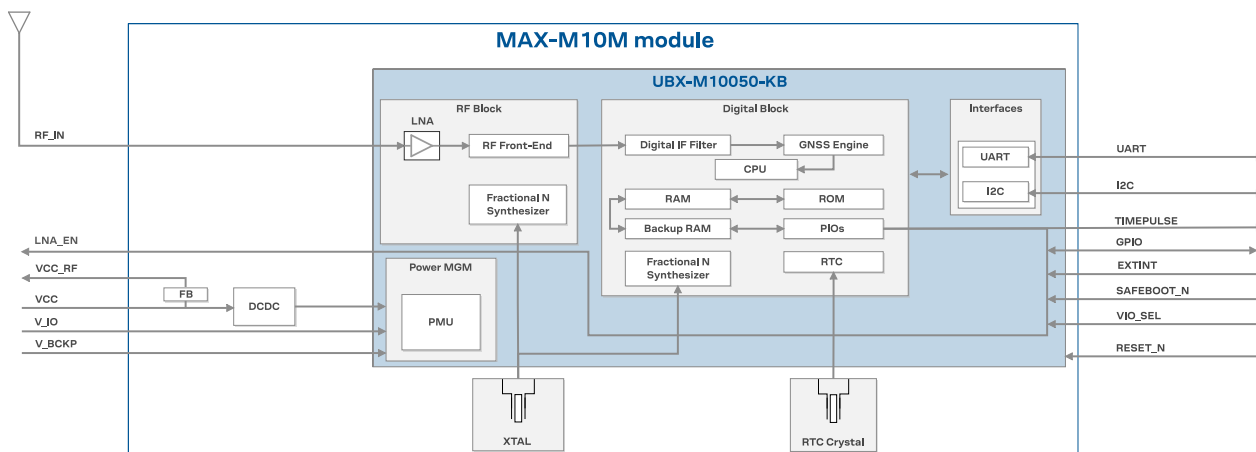 MAX-M10M module
UBX-M10050-KB
RF Block
Digital Block
Interfaces
LNA
RF_IN
RF Front-End
Digital IF Filter
GNSS Engine
CPU
UART
UART
I2C
I2C
Fractional N
Synthesizer
RAM
ROM
Backup RAM
PIOs
TIMEPULSE
LNA_EN
GPIO
Power MGM
Fractional N
Synthesizer
RTC
VCC_RF
EXTINT
FB
VCC
DCDC
SAFEBOOT_N
V_IO
PMU
VIO_SEL
V_BCKP
RESET_N
XTAL
RTC Crystal